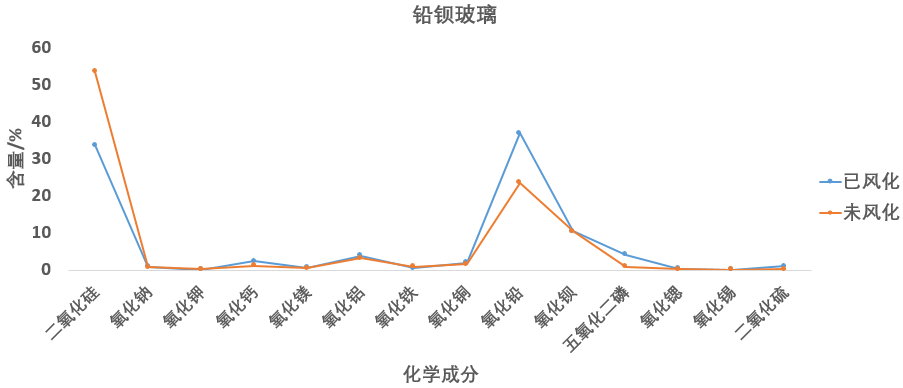 铅钡玻璃
60
50
40
30
20
10
0
含量/%
二氧化硅
氧化钠
氧化钾
氧化钙
氧化镁
氧化铝
氧化铁
氧化铜
氧化铅
氧化钡
五氧化二磷
氧化锶
氧化锡
二氧化硫
化学成分
已风化
未风化